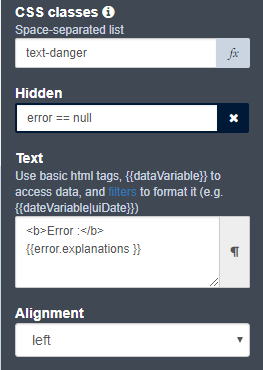 CSS classes
Space-separated list
text-danger fx
Hidden
error == null
Text
Use basic html tags, {{dataVariable}} to
access data, and filters to format it (e.g.
{{dateVariable|uiDate}})
<b>Error :</b>
{{error.explanations }}
¶
Alignment
left